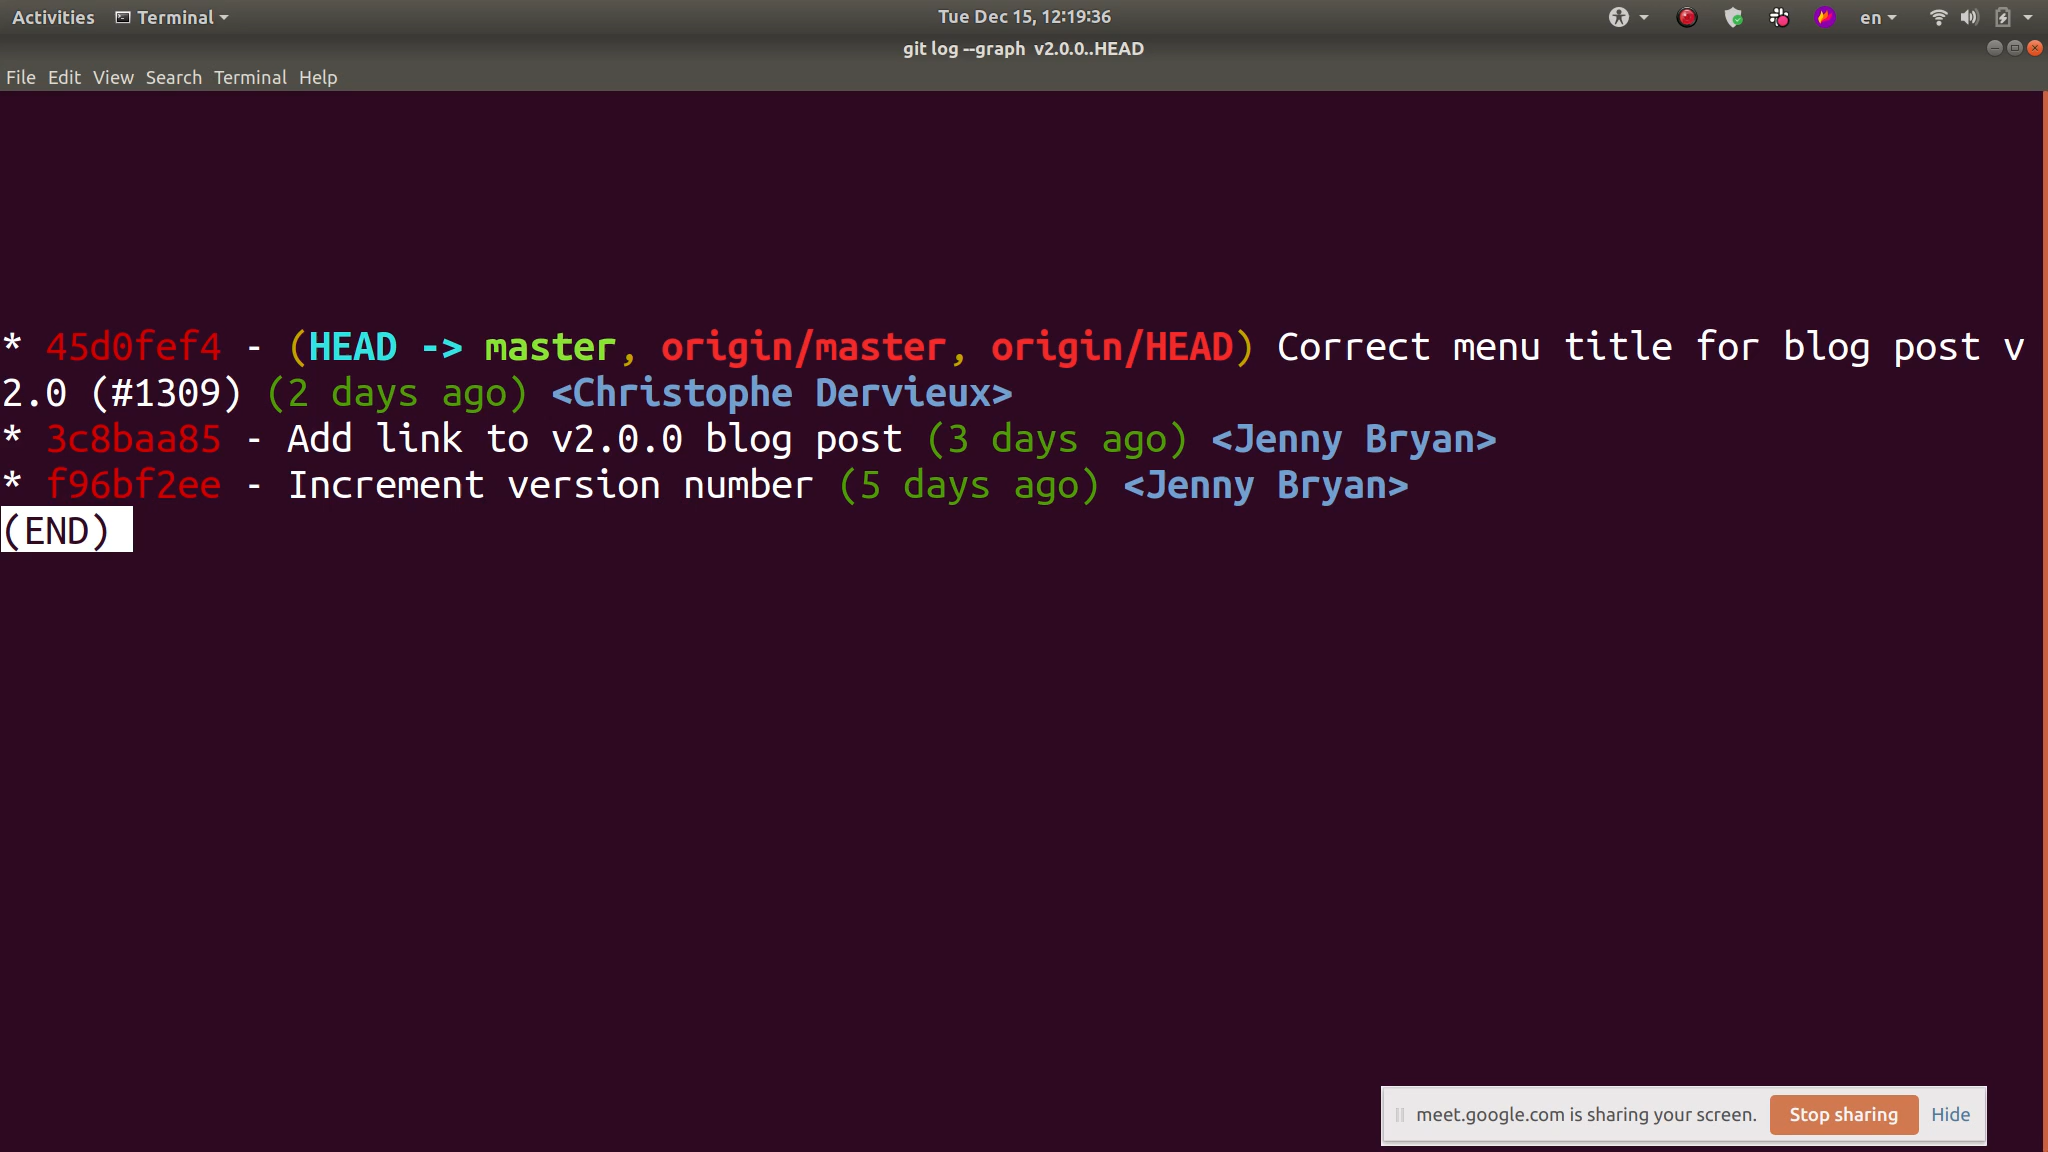 Activities Terminal Tue Dec 15, 12:19:36 en
git log --graph v2.0.0..HEAD
File Edit View Search Terminal Help
* 45d0fef4 - (HEAD -> master, origin/master, origin/HEAD) Correct menu title for blog post v
2.0 (#1309) (2 days ago) <Christophe Dervieux>
* 3c8baa85 - Add link to v2.0.0 blog post (3 days ago) <Jenny Bryan>
* f96bf2ee - Increment version number (5 days ago) <Jenny Bryan>
(END)
meet.google.com is sharing your screen. Stop sharing Hide